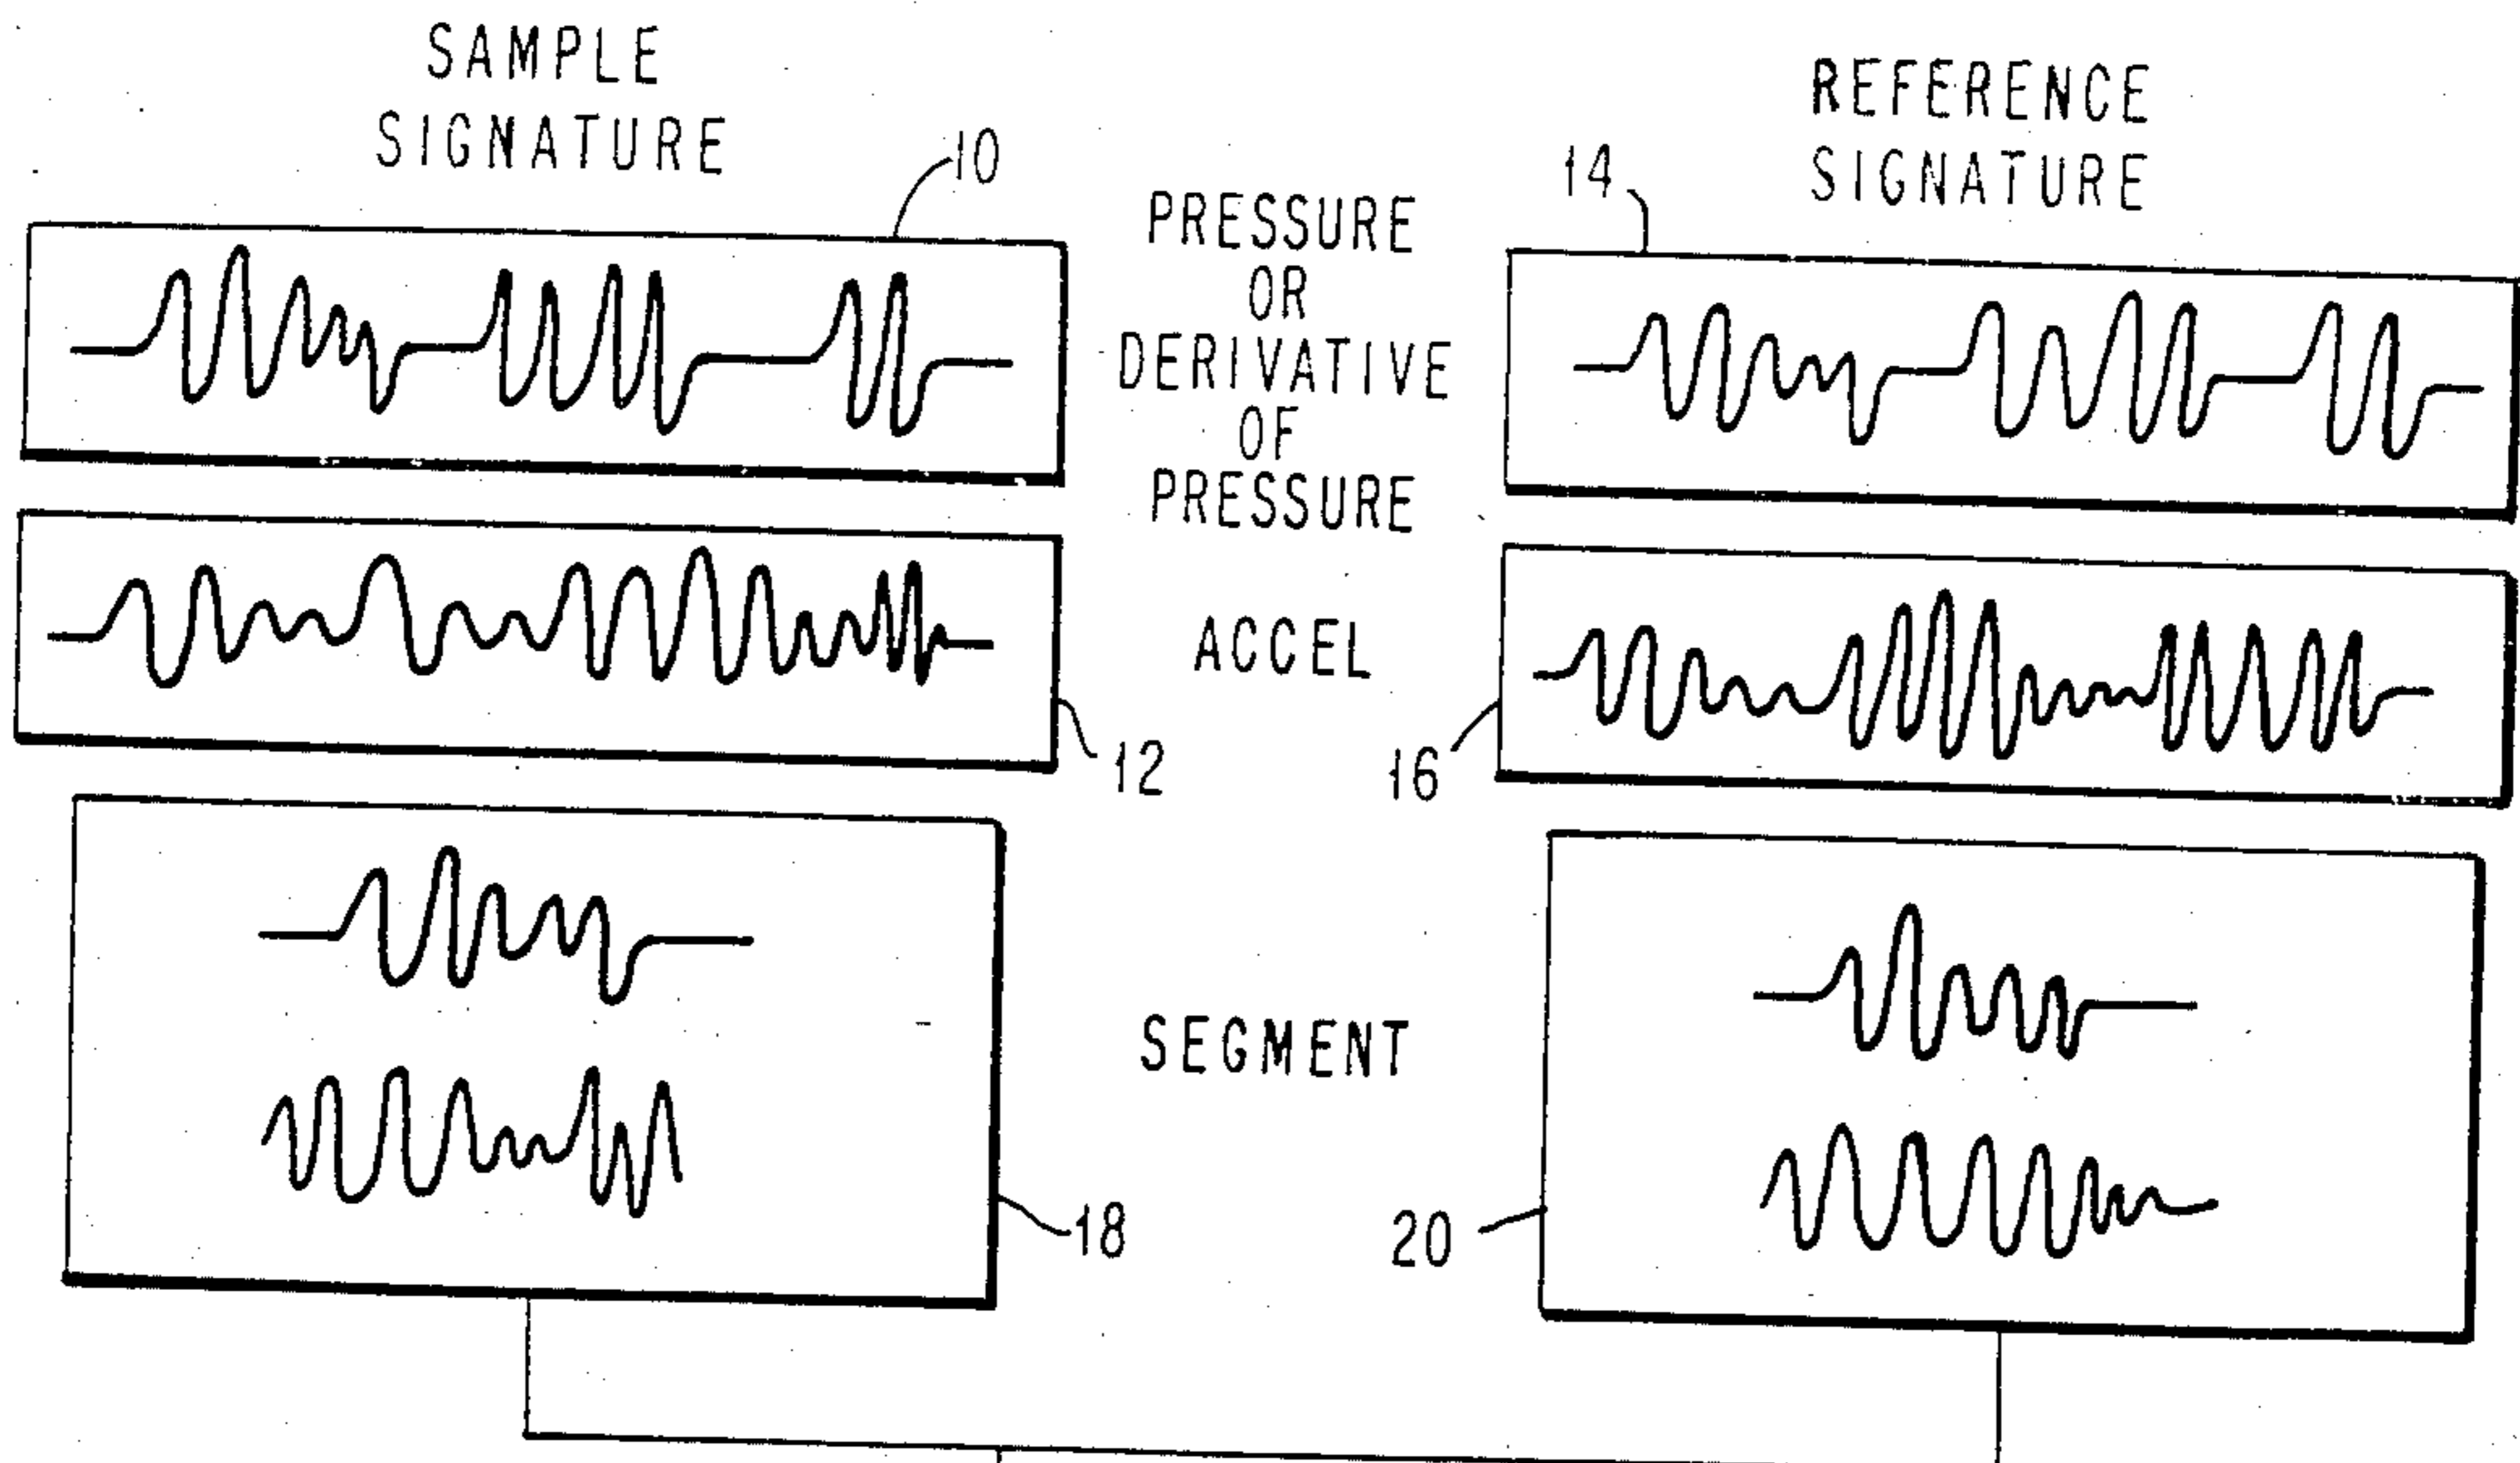 SAMPLE
SIGNATURE
10
REFERENCE
SIGNATURE
14
PRESSURE
OR
DERIVATIVE
OF
PRESSURE
ACCEL
12
16
SEGMENT
18
20